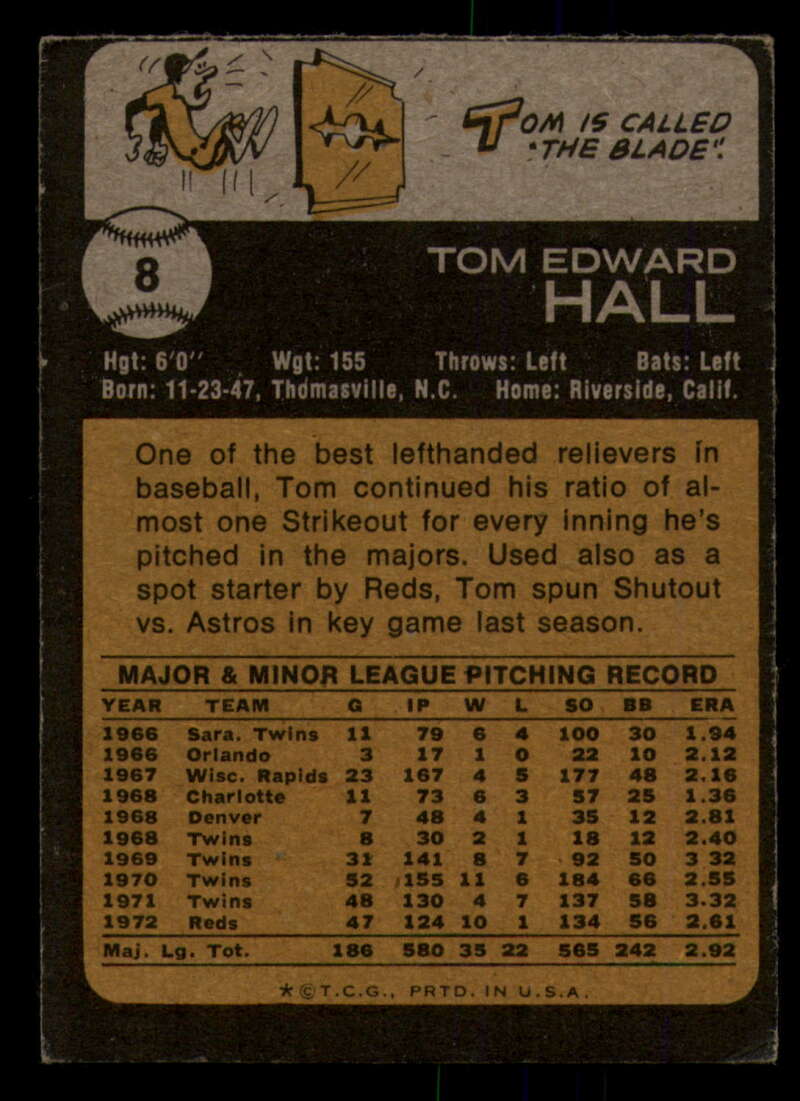 TOM IS CALLED
"THE BLADE".
8
TOM EDWARD
HALL
Hgt: 6'0" Wgt: 155 Throws: Left Bats: Left
Born: 11-23-47, Thomasville, N.C. Home: Riverside, Calif.
One of the best lefthanded relievers in
baseball, Tom continued his ratio of al-
most one Strikeout for every inning he's
pitched in the majors. Used also as a
spot starter by Reds, Tom spun Shutout
vs. Astros in key game last season.
MAJOR & MINOR LEAGUE PITCHING RECORD
YEAR TEAM G IP W L SO BB ERA
1966 Sara. Twins 11 79 6 4 100 30 1.94
1966 Orlando 3 17 1 0 22 10 2.12
1967 Wisc. Rapids 23 167 4 5 177 48 2.16
1968 Charlotte 11 73 6 3 57 25 1.36
1968 Denver 7 48 4 1 35 12 2.81
1968 Twins 8 30 2 1 18 12 2.40
1969 Twins 31 141 8 7 92 50 3 32
1970 Twins 52 155 11 6 184 66 2.55
1971 Twins 48 130 4 7 137 58 3.32
1972 Reds 47 124 10 1 134 56 2.61
Maj. Lg. Tot. 186 580 35 22 565 242 2.92
*©T.C.G., PRTD. IN U.S.A.